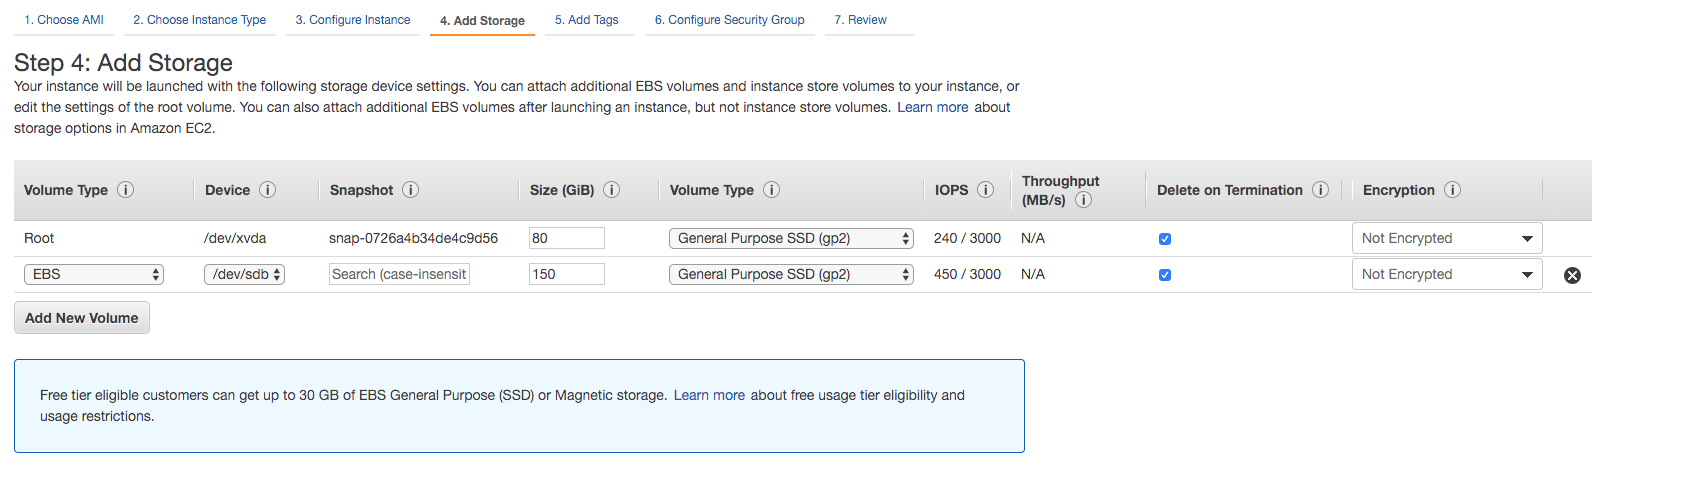 1. Choose AMI 2. Choose Instance Type 3. Configure Instance 4. Add Storage 5. Add Tags 6. Configure Security Group 7. Review
Step 4: Add Storage
Your instance will be launched with the following storage device settings. You can attach additional EBS volumes and instance store volumes to your instance, or
edit the settings of the root volume. You can also attach additional EBS volumes after launching an instance, but not instance store volumes. Learn more about
storage options in Amazon EC2.
Volume Type i Device i Snapshot i Size (GiB) i Volume Type i IOPS i Throughput (MB/s) i Delete on Termination i Encryption i
Root /dev/xvda snap-0726a4b34de4c9d56 80 General Purpose SSD (gp2) 240 / 3000 N/A Not Encrypted
EBS /dev/sdb Search (case-insensit 150 General Purpose SSD (gp2) 450 / 3000 N/A Not Encrypted
Add New Volume
Free tier eligible customers can get up to 30 GB of EBS General Purpose (SSD) or Magnetic storage. Learn more about free usage tier eligibility and
usage restrictions.